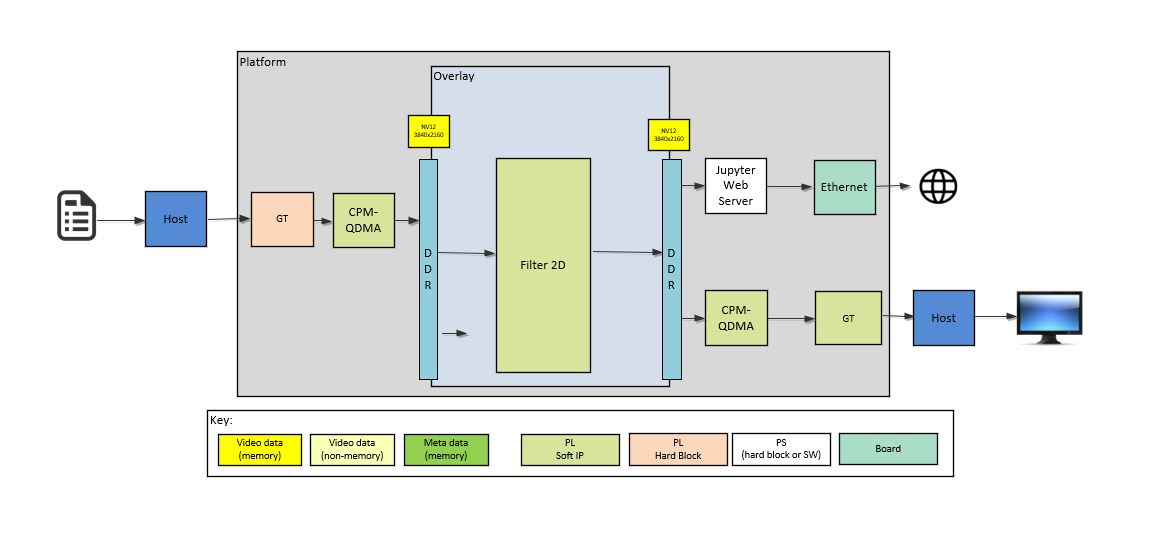 Platform
Overlay
NV12
3840x2160
NV12
3840x2160
Host
GT
CPM-
QDMA
D
D
R
Filter 2D
D
D
R
Jupyter
Web
Server
Ethernet
CPM-
QDMA
GT
Host
Key:
Video data
(memory)
Video data
(non-memory)
Meta data
(memory)
PL
Soft IP
PL
Hard Block
PS
(hard block or SW)
Board